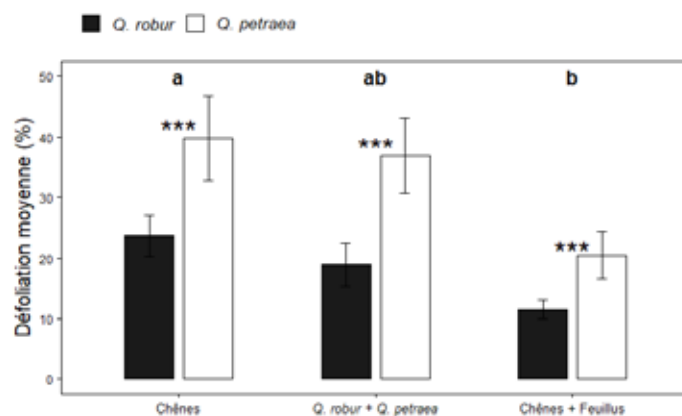 Q. robur Q. petraea
a ab b
*** *** ***
Défoliation moyenne (%)
50
40
30
20
10
0
Chênes Q. robur + Q. petraea Chênes + Feuillus